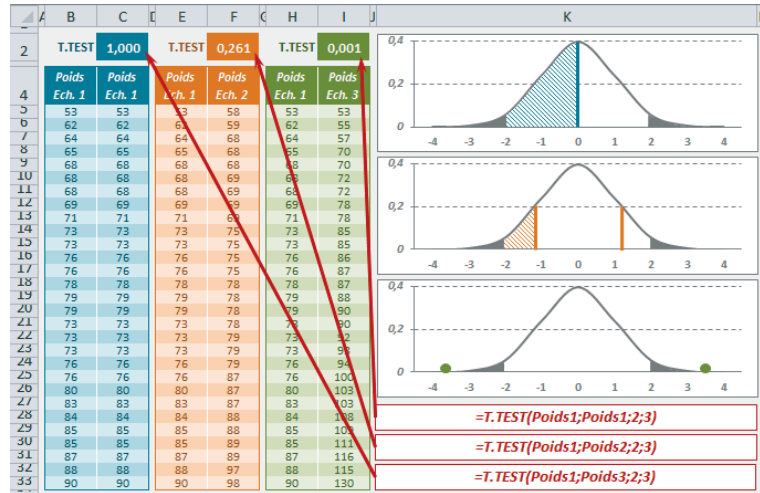 A B C D E F G H I J K
2 T.TEST 1,000 T.TEST 0,261 T.TEST 0,001
Poids Poids Poids Poids Poids Poids
4 Ech. 1 Ech. 1 Ech. 1 Ech. 2 Ech. 1 Ech. 3
5 53 53 53 58 53 53
6 62 62 62 59 62 55
7 64 64 64 68 64 57
8 65 65 65 68 65 70
9 68 68 68 69 68 70
10 68 68 68 69 68 72
11 68 68 68 69 68 72
12 69 69 69 69 69 78
13 71 71 71 69 71 78
14 73 73 73 75 73 85
15 73 73 73 75 73 85
16 76 76 76 75 76 86
17 76 76 76 75 76 87
18 78 78 78 78 78 87
19 79 79 79 78 79 88
20 79 79 79 78 79 90
21 73 73 73 78 73 90
22 73 73 73 79 73 92
23 73 73 73 79 73
24 76 76 76 79 76 94
25 76 76 76 87 76 100
26 80 80 80 87 80 103
27 83 83 83 87 83 103
28 84 84 84 88 84 108
29 85 85 85 88 85 109
30 85 85 85 89 85 111
31 87 87 87 89 87 116
32 88 88 88 97 88 115
33 90 90 90 98 90 130
0,4
0,2
0
-4 -3 -2 -1 0 1 2 3 4
0,4
0,2
0
-4 -3 -2 -1 0 1 2 3 4
0,4
0,2
0
-4 -3 -2 -1 0 1 2 3 4
=T.TEST(Poids1;Poids1;2;3)
=T.TEST(Poids1;Poids2;2;3)
=T.TEST(Poids1;Poids3;2;3)